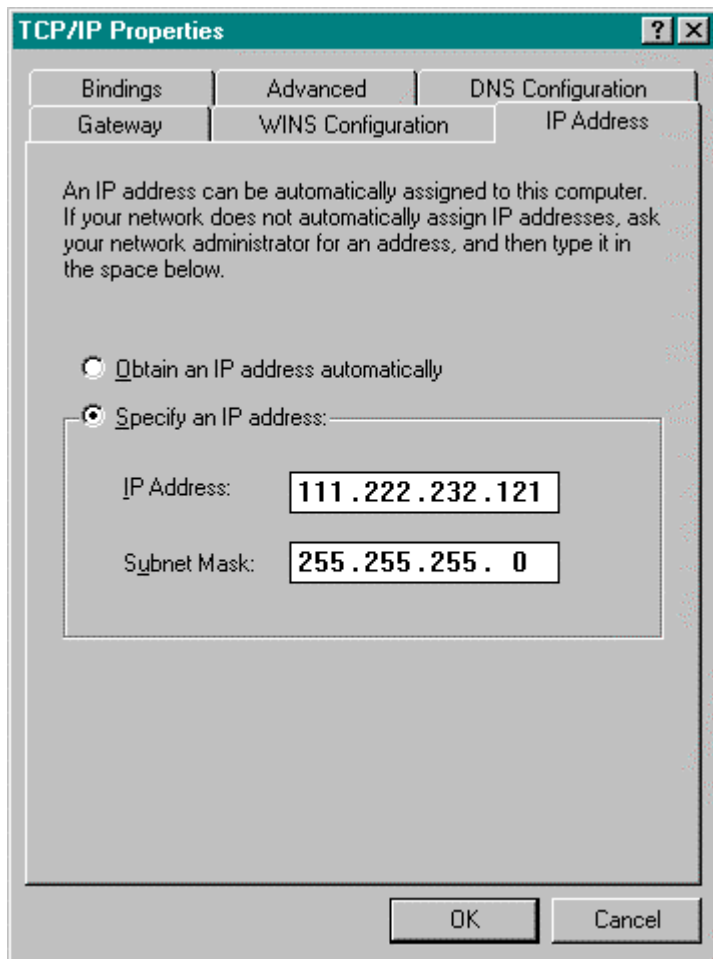 TCP/IP Properties
Bindings Advanced DNS Configuration
Gateway WINS Configuration IP Address
An IP address can be automatically assigned to this computer.
If your network does not automatically assign IP addresses, ask
your network administrator for an address, and then type it in
the space below.
Obtain an IP address automatically
Specify an IP address:
IP Address: 111.222.232.121
Subnet Mask: 255.255.255. 0
OK Cancel